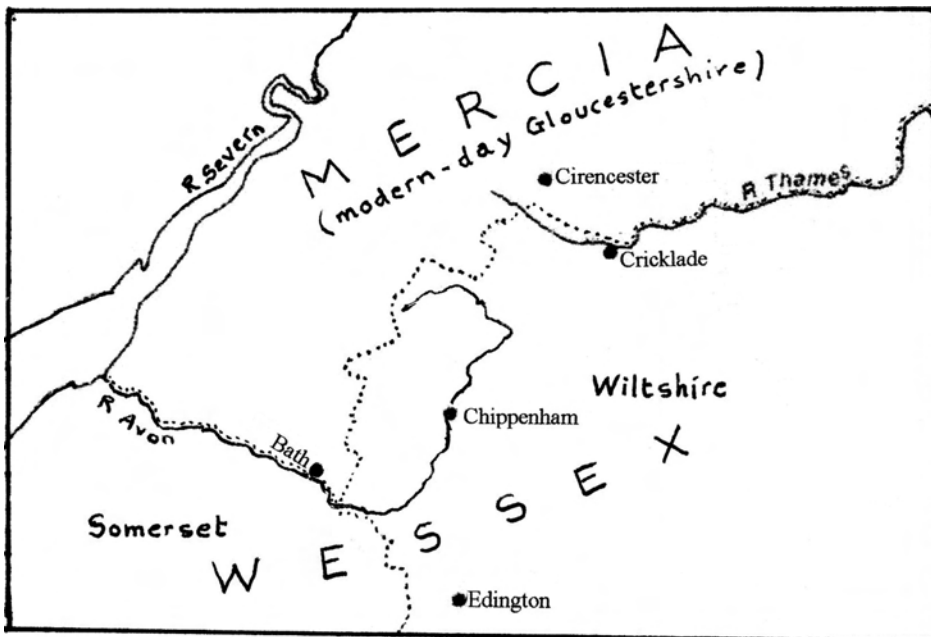 MERCIA
(modern-day Gloucestershire)
R Severn
Cirencester
R Thames
Cricklade
Wiltshire
Chippenham
R Avon
Bath
Somerset
WESSEX
Edington